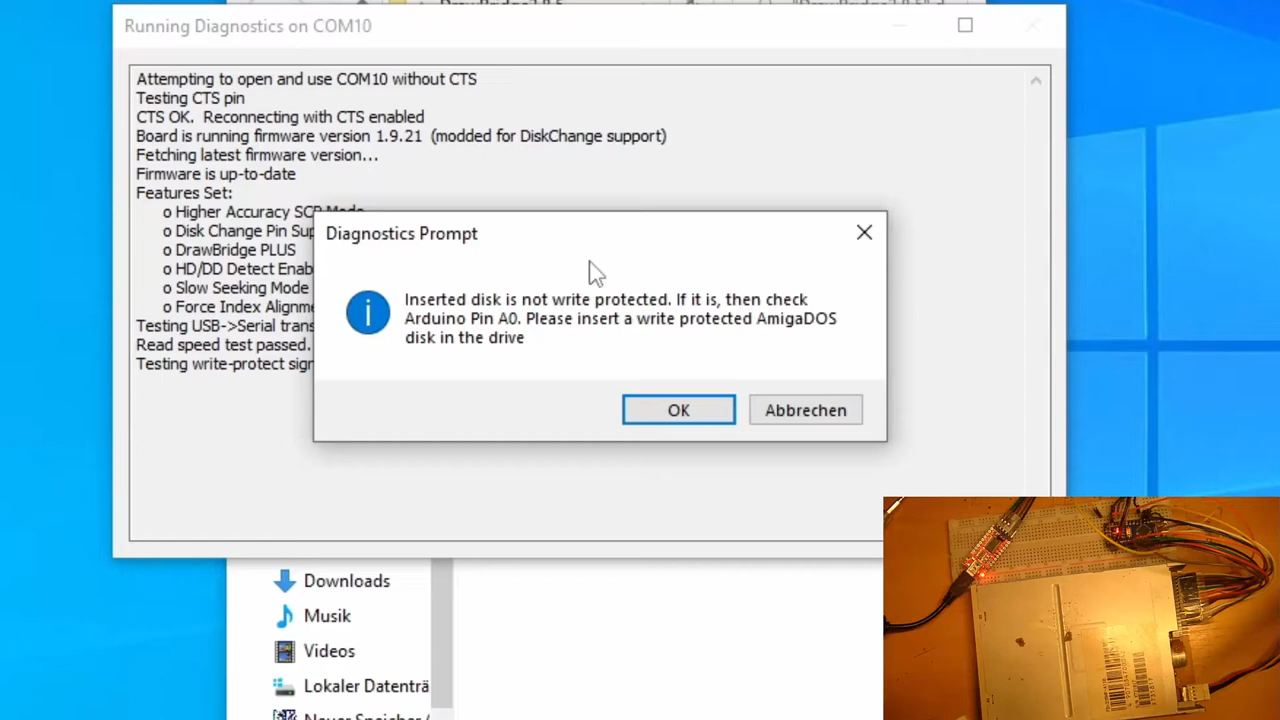 Running Diagnostics on COM10
Attempting to open and use COM10 without CTS
Testing CTS pin
CTS OK.  Reconnecting with CTS enabled
Board is running firmware version 1.9.21  (modded for DiskChange support)
Fetching latest firmware version...
Firmware is up-to-date
Features Set:
o Higher Accuracy SCP Mode
o Disk Change Pin Sup
o DrawBridge PLUS
o HD/DD Detect Enab
o Slow Seeking Mode
o Force Index Alignme
Testing USB->Serial trans
Read speed test passed.
Testing write-protect sign
Diagnostics Prompt
Inserted disk is not write protected. If it is, then check
Arduino Pin A0. Please insert a write protected AmigaDOS
disk in the drive
OK
Abbrechen
Downloads
Musik
Videos
Lokaler Datenträ